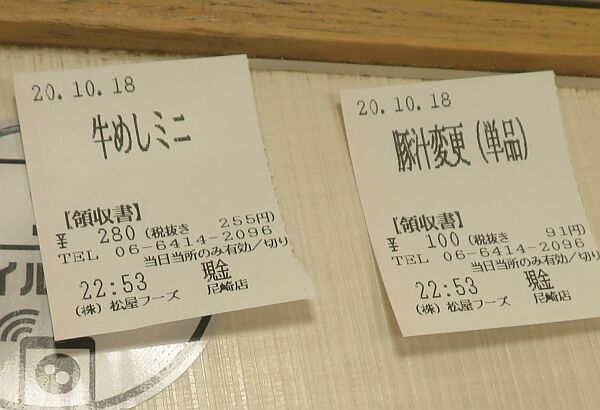 20.10.18
牛めしミニ
【領収書】
¥ 280 (税抜き 255円)
TEL 06-6414-2096
当日当所のみ有効/切り
22:53 現金
(株) 松屋フーズ 尼崎店
20.10.18
豚汁変更(単品)
【領収書】
¥ 100 (税抜き 91円)
TEL 06-6414-2096
当日当所のみ有効/切り
22:53 現金
(株) 松屋フーズ 尼崎店
イル